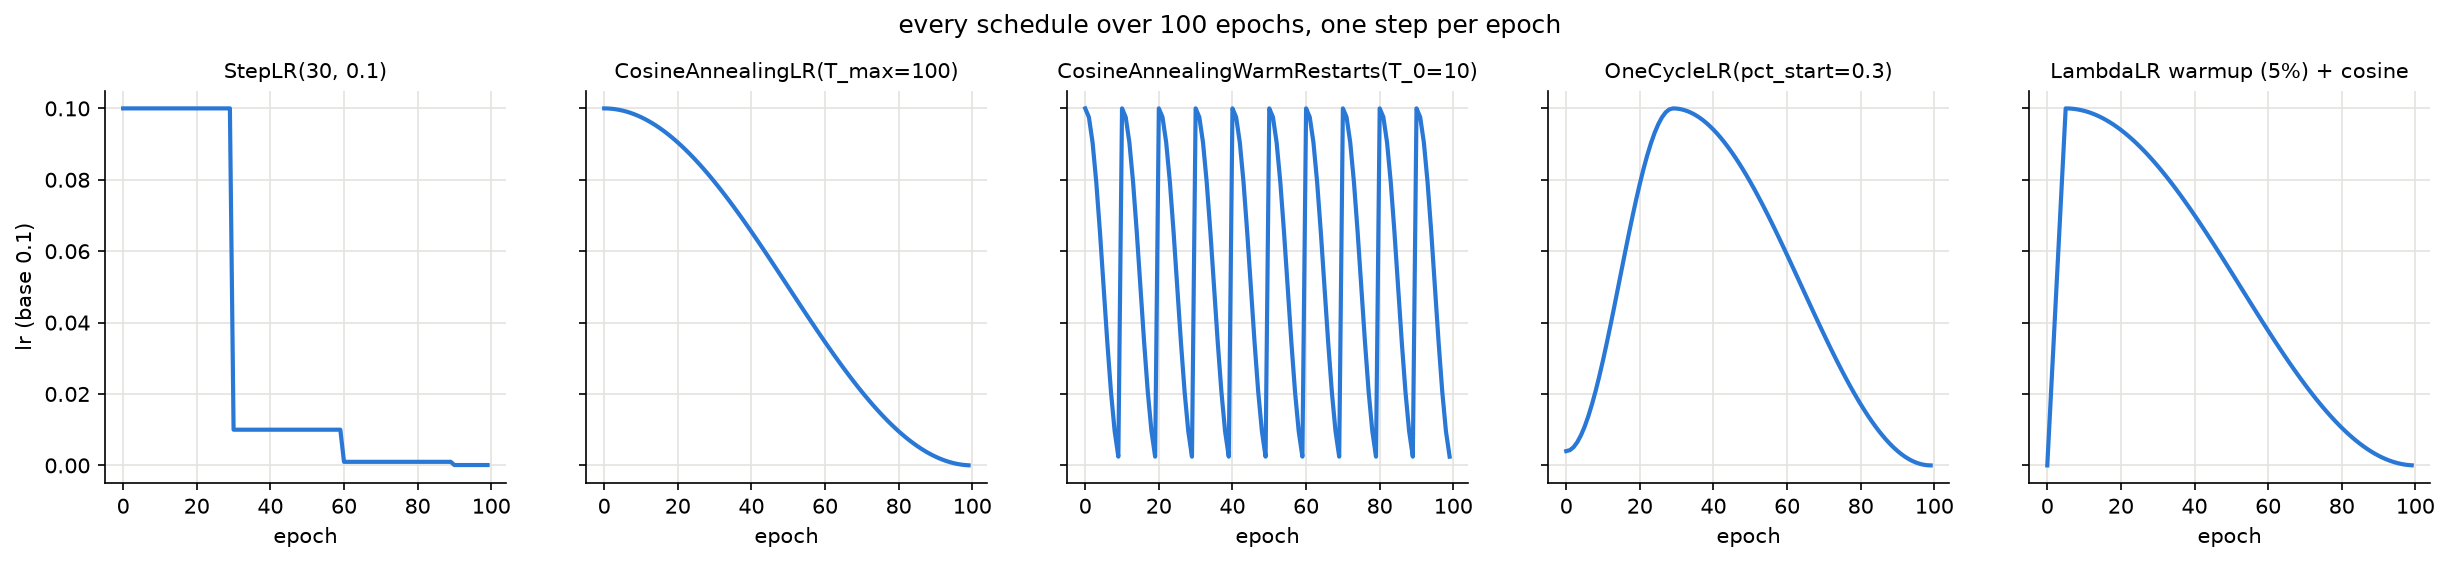 every schedule over 100 epochs, one step per epoch
StepLR(30, 0.1)
CosineAnnealingLR(T_max=100)
CosineAnnealingWarmRestarts(T_0=10)
OneCycleLR(pct_start=0.3)
LambdaLR warmup (5%) + cosine
lr (base 0.1)
0.10
0.08
0.06
0.04
0.02
0.00
0 20 40 60 80 100
0 20 40 60 80 100
0 20 40 60 80 100
0 20 40 60 80 100
0 20 40 60 80 100
epoch
epoch
epoch
epoch
epoch